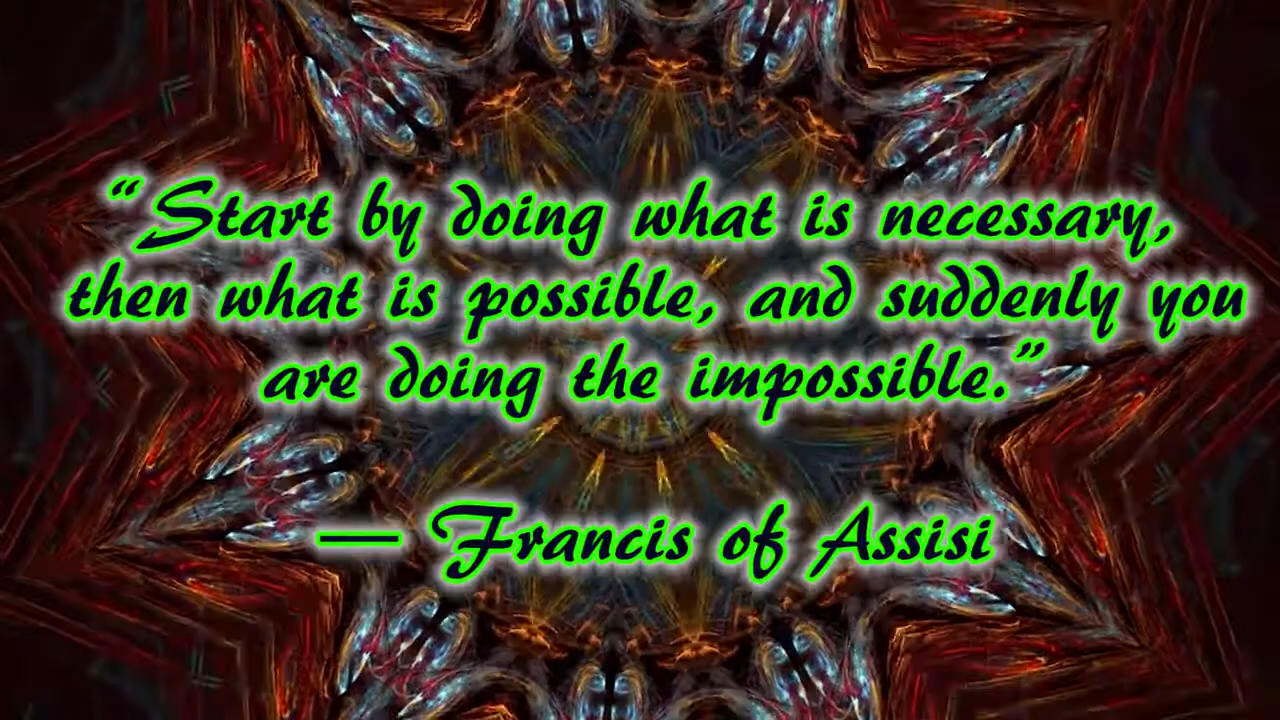 “Start by doing what is necessary,
then what is possible, and suddenly you
are doing the impossible.”
— Francis of Assisi